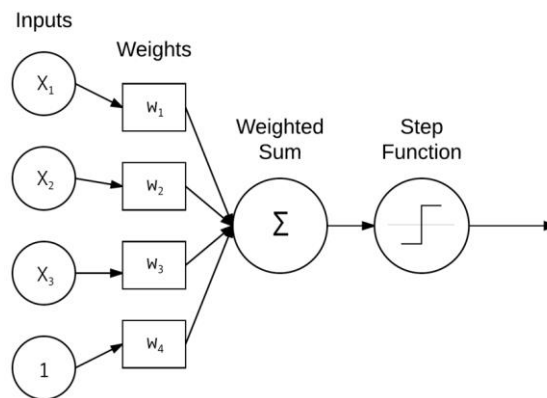 Inputs
Weights
X₁
w₁
Weighted
Sum
Step
Function
X₂
w₂
Σ
X₃
w₃
1
w₄